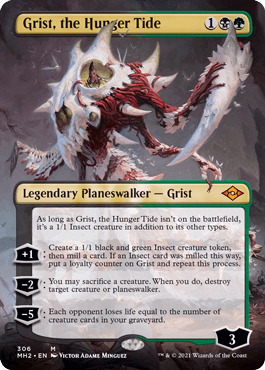 Grist, the Hunger Tide 1
Legendary Planeswalker — Grist
As long as Grist, the Hunger Tide isn't on the battlefield,
it's a 1/1 Insect creature in addition to its other types.
+1 : Create a 1/1 black and green Insect creature token,
then mill a card. If an Insect card was milled this way,
put a loyalty counter on Grist and repeat this process.
−2 : You may sacrifice a creature. When you do, destroy
target creature or planeswalker.
−5 : Each opponent loses life equal to the number of
creature cards in your graveyard.
3
306 M
MH2 • EN VICTOR ADAME MINGUEZ
™ & © 2021 Wizards of the Coast